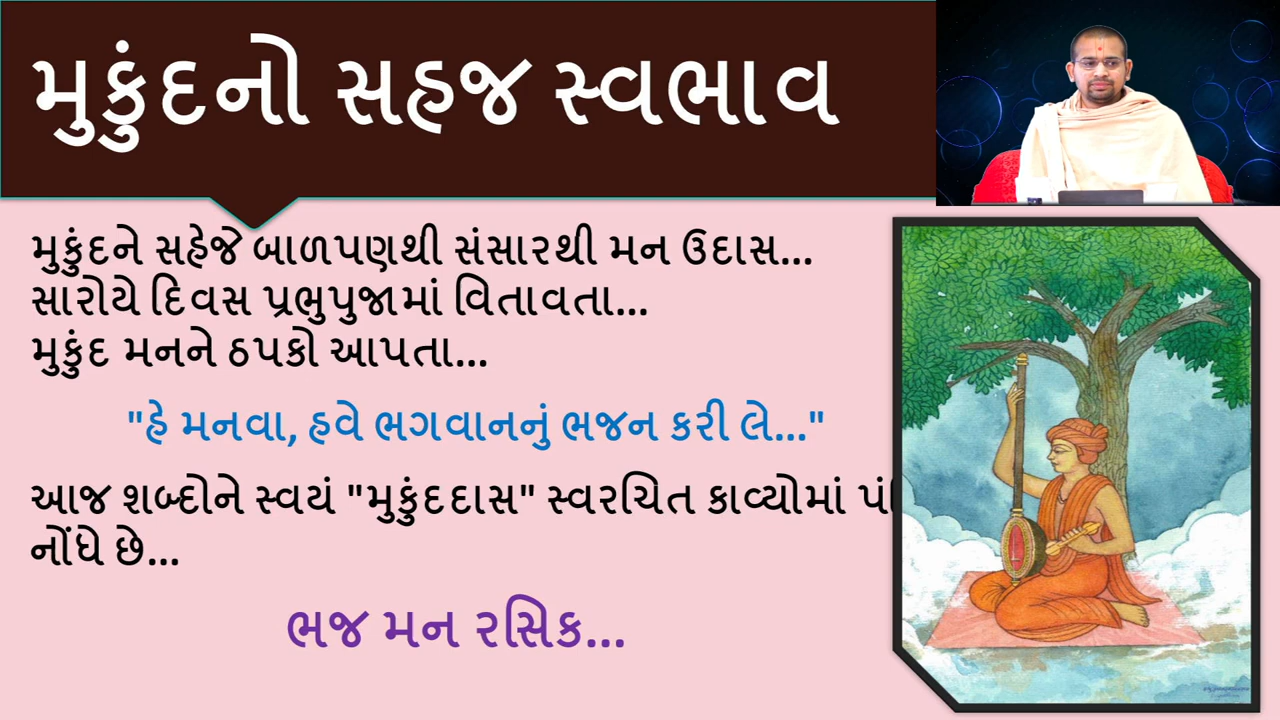 મુકુંદનો સહજ સ્વભાવ
મુકુંદને સહેજે બાળપણથી સંસારથી મન ઉદાસ...
સારોયે દિવસ પ્રભુપુજામાં વિતાવતા...
મુકુંદ મનને ઠપકો આપતા...
"હે મનવા, હવે ભગવાનનું ભજન કરી લે..."
આજ શબ્દોને સ્વયં "મુકુંદદાસ" સ્વરચિત કાવ્યોમાં
નોંધે છે...
ભજ મન રસિક...